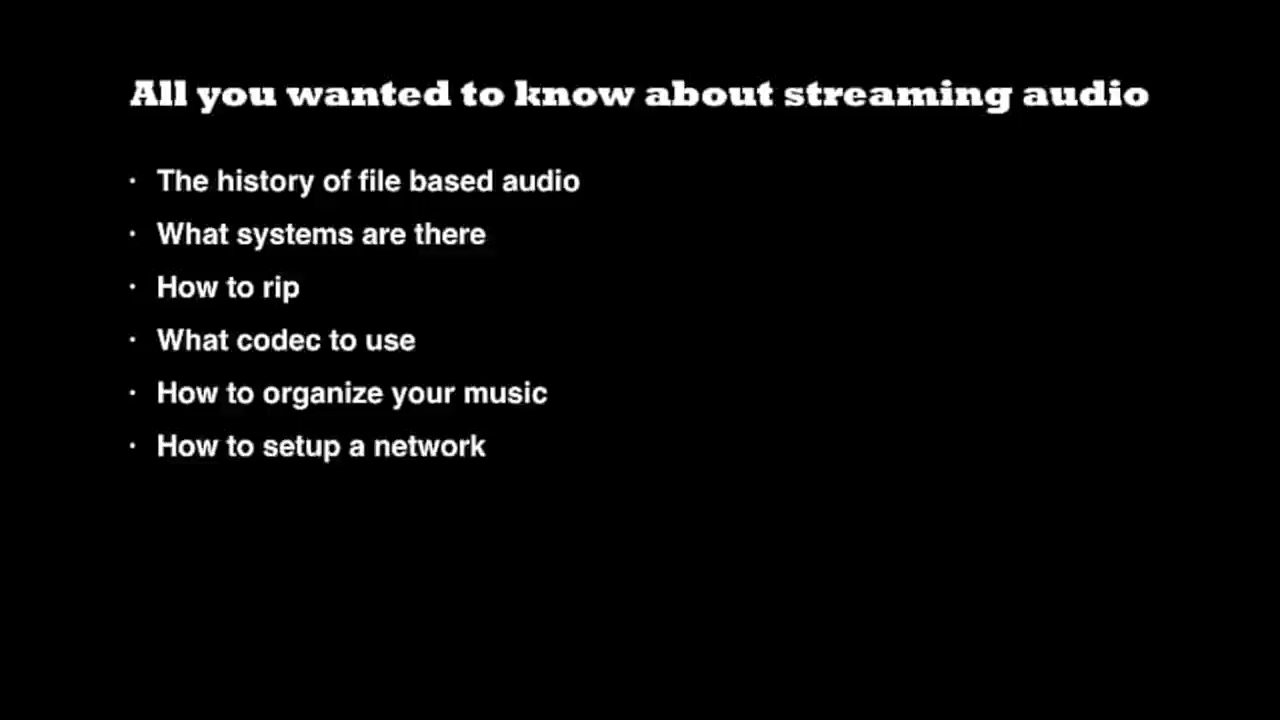 All you wanted to know about streaming audio
· The history of file based audio
· What systems are there
· How to rip
· What codec to use
· How to organize your music
· How to setup a network